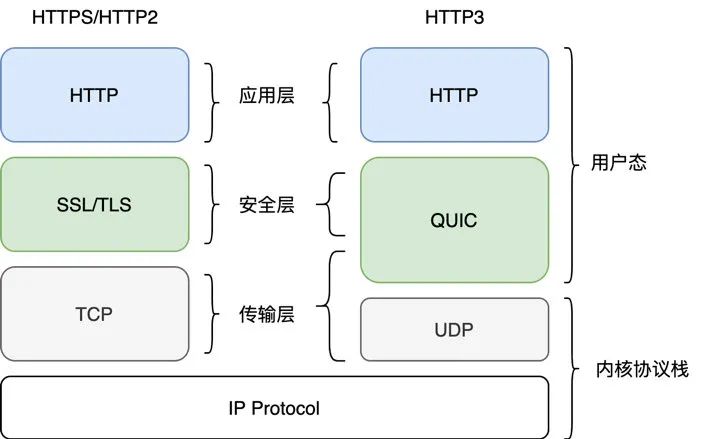 HTTPS/HTTP2
HTTP3
HTTP
应用层
HTTP
用户态
SSL/TLS
安全层
QUIC
TCP
传输层
UDP
内核协议栈
IP Protocol